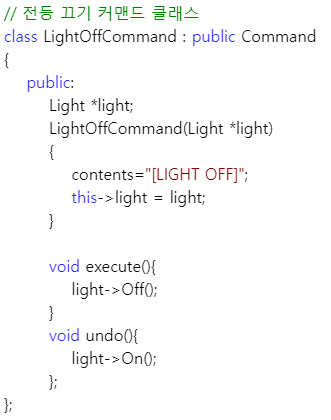 // 전등 끄기 커맨드 클래스
class LightOffCommand : public Command
{
public:
Light *light;
LightOffCommand(Light *light)
{
contents="[LIGHT OFF]";
this->light = light;
}
void execute(){
light->Off();
}
void undo(){
light->On();
};
};